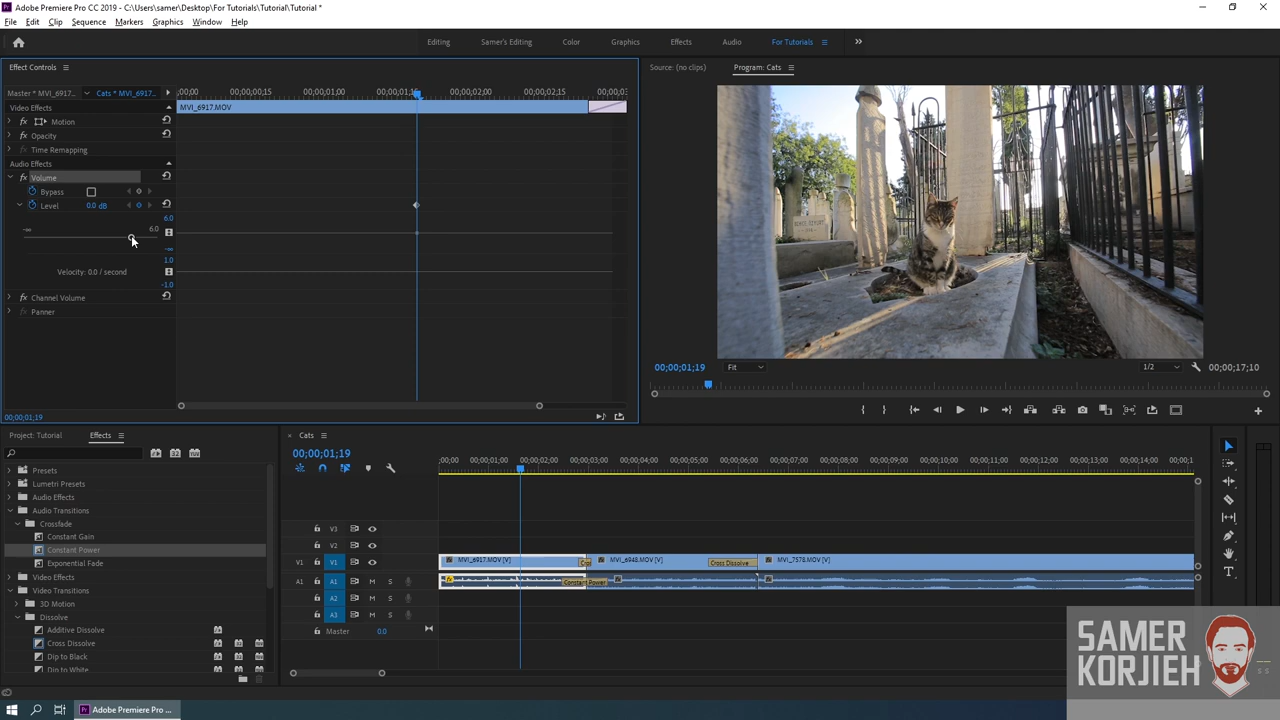 Adobe Premiere Pro CC 2019 - C:\Users\samer\Desktop\For Tutorials\Tutorial\Tutorial *
File Edit Clip Sequence Markers Graphics Window Help
Editing Samer's Editing Color Graphics Effects Audio For Tutorials
Effect Controls
Source: (no clips) Program: Cats
Master * MVI_6917... Cats * MVI_6917...
;00;00 00;00;00;15 00;00;01;00 00;00;01;15 00;00;02;00 00;00;02;15
Video Effects
MVI_6917.MOV
fx Motion
fx Opacity
fx Time Remapping
Audio Effects
fx Volume
Bypass
Level 0.0 dB
6.0
-∞ 6.0
-∞
1.0
Velocity: 0.0 / second
-1.0
fx Channel Volume
fx Panner
00;00;01;19
00;00;01;19 Fit 1/2 00;00;17;10
Project: Tutorial Effects
Presets
Lumetri Presets
Audio Effects
Audio Transitions
Crossfade
Constant Gain
Constant Power
Exponential Fade
Video Effects
Video Transitions
3D Motion
Dissolve
Additive Dissolve
Cross Dissolve
Dip to Black
Dip to White
Cats
00;00;01;19
;00;00 00;00;01;00 00;00;02;00 00;00;03;00 00;00;04;00 00;00;05;00 00;00;06;00 00;00;07;00 00;00;08;00 00;00;09;00 00;00;10;00 00;00;11;00 00;00;12;00 00;00;13;00 00;00;14;00
V3
V2
V1 V1 MVI_6917.MOV [V] MVI_6948.MOV [V] Cross Dissolve MVI_7578.MOV [V]
A1 A1 M S Constant Power
A2 M S
A3 M S
Master 0.0
S S
SAMER
KORJIEH
Adobe Premiere Pro ...